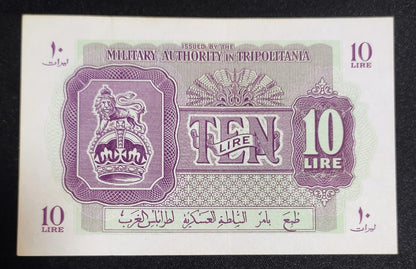 ISSUED BY THE
١٠ MILITARY AUTHORITY IN TRIPOLITANIA 10
ليرات LIRE
TEN 10
LIRE LIRE
10 طبع بامر السلطة العسكرية لطرابلس الغرب ١٠
LIRE ليرات